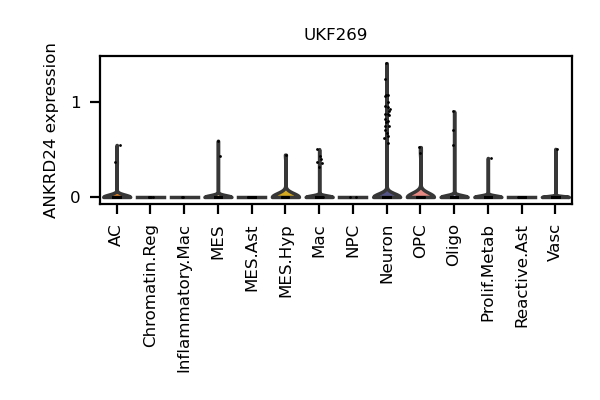 UKF269
ANKRD24 expression
1
0
AC
Chromatin.Reg
Inflammatory.Mac
MES
MES.Ast
MES.Hyp
Mac
NPC
Neuron
OPC
Oligo
Prolif.Metab
Reactive.Ast
Vasc